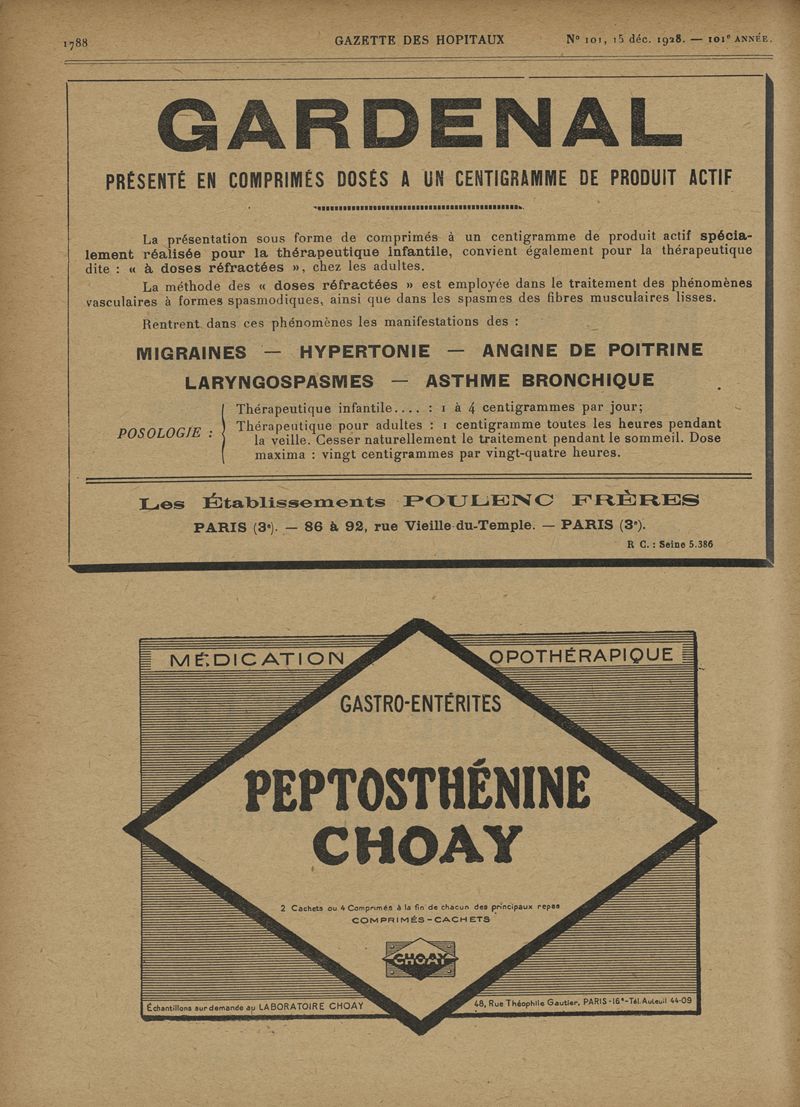 1788 GAZETTE DES HOPITAUX Nº 101, 15 déc. 1928. — 101e ANNÉE.
GARDENAL
PRÉSENTÉ EN COMPRIMÉS DOSÉS A UN CENTIGRAMME DE PRODUIT ACTIF
La présentation sous forme de comprimés à un centigramme de produit actif spécia-
lement réalisée pour la thérapeutique infantile, convient également pour la thérapeutique
dite : « à doses réfractées », chez les adultes.
La méthode des « doses réfractées » est employée dans le traitement des phénomènes
vasculaires à formes spasmodiques, ainsi que dans les spasmes des fibres musculaires lisses.
Rentrent dans ces phénomènes les manifestations des :
MIGRAINES — HYPERTONIE — ANGINE DE POITRINE
LARYNGOSPASMES — ASTHME BRONCHIQUE
POSOLOGIE :
Thérapeutique infantile.... : 1 à 4 centigrammes par jour;
Thérapeutique pour adultes : 1 centigramme toutes les heures pendant
la veille. Cesser naturellement le traitement pendant le sommeil. Dose
maxima : vingt centigrammes par vingt-quatre heures.
Les Établissements POULENC FRÈRES
PARIS (3e). — 86 à 92, rue Vieille-du-Temple. — PARIS (3e).
R C. : Seine 5.386
MÉDICATION OPOTHÉRAPIQUE
GASTRO-ENTÉRITES
PEPTOSTHÉNINE
CHOAY
2 Cachets ou 4 Comprimés à la fin de chacun des principaux repas
COMPRIMÉS - CACHETS
CHOAY
Échantillons sur demande au LABORATOIRE CHOAY 48, Rue Théophile Gautier, PARIS-16e-Tél. Auteuil 44-09